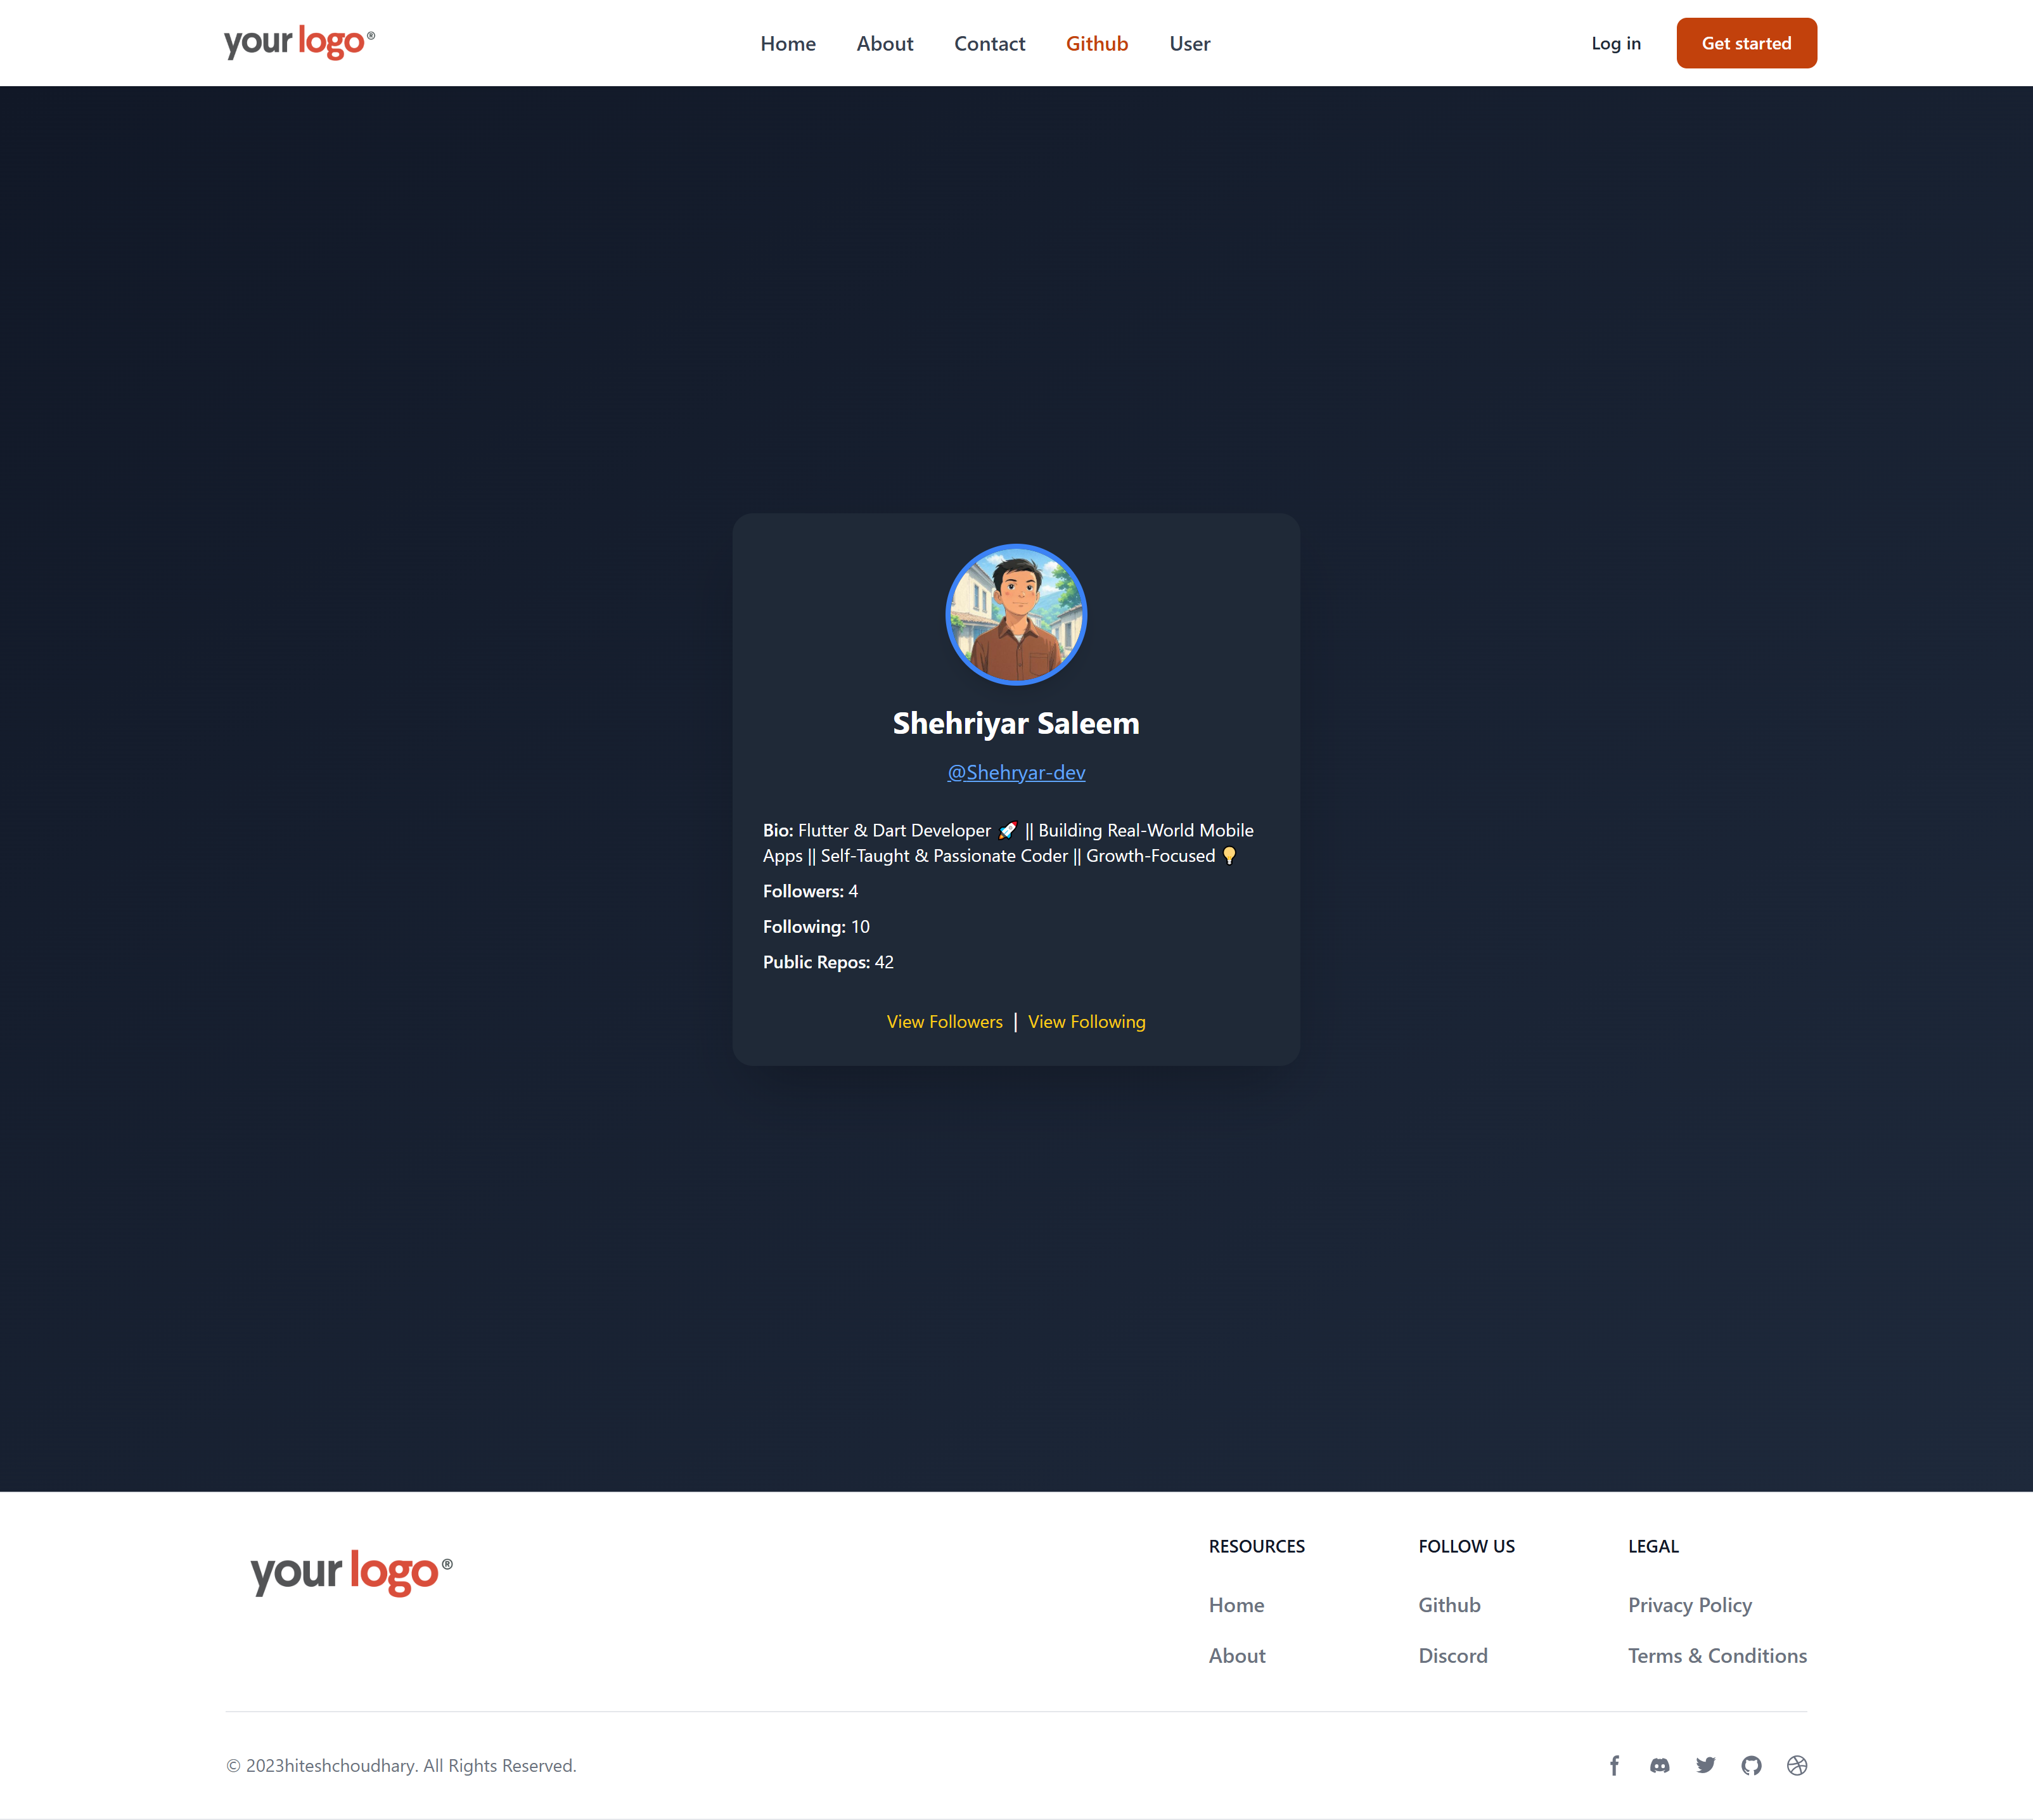 your logo®
Home About Contact Github User
Log in Get started
Shehriyar Saleem
@Shehryar-dev
Bio: Flutter & Dart Developer 🚀 || Building Real-World Mobile
Apps || Self-Taught & Passionate Coder || Growth-Focused 💡
Followers: 4
Following: 10
Public Repos: 42
View Followers | View Following
your logo®
RESOURCES
Home
About
FOLLOW US
Github
Discord
LEGAL
Privacy Policy
Terms & Conditions
© 2023hiteshchoudhary. All Rights Reserved.